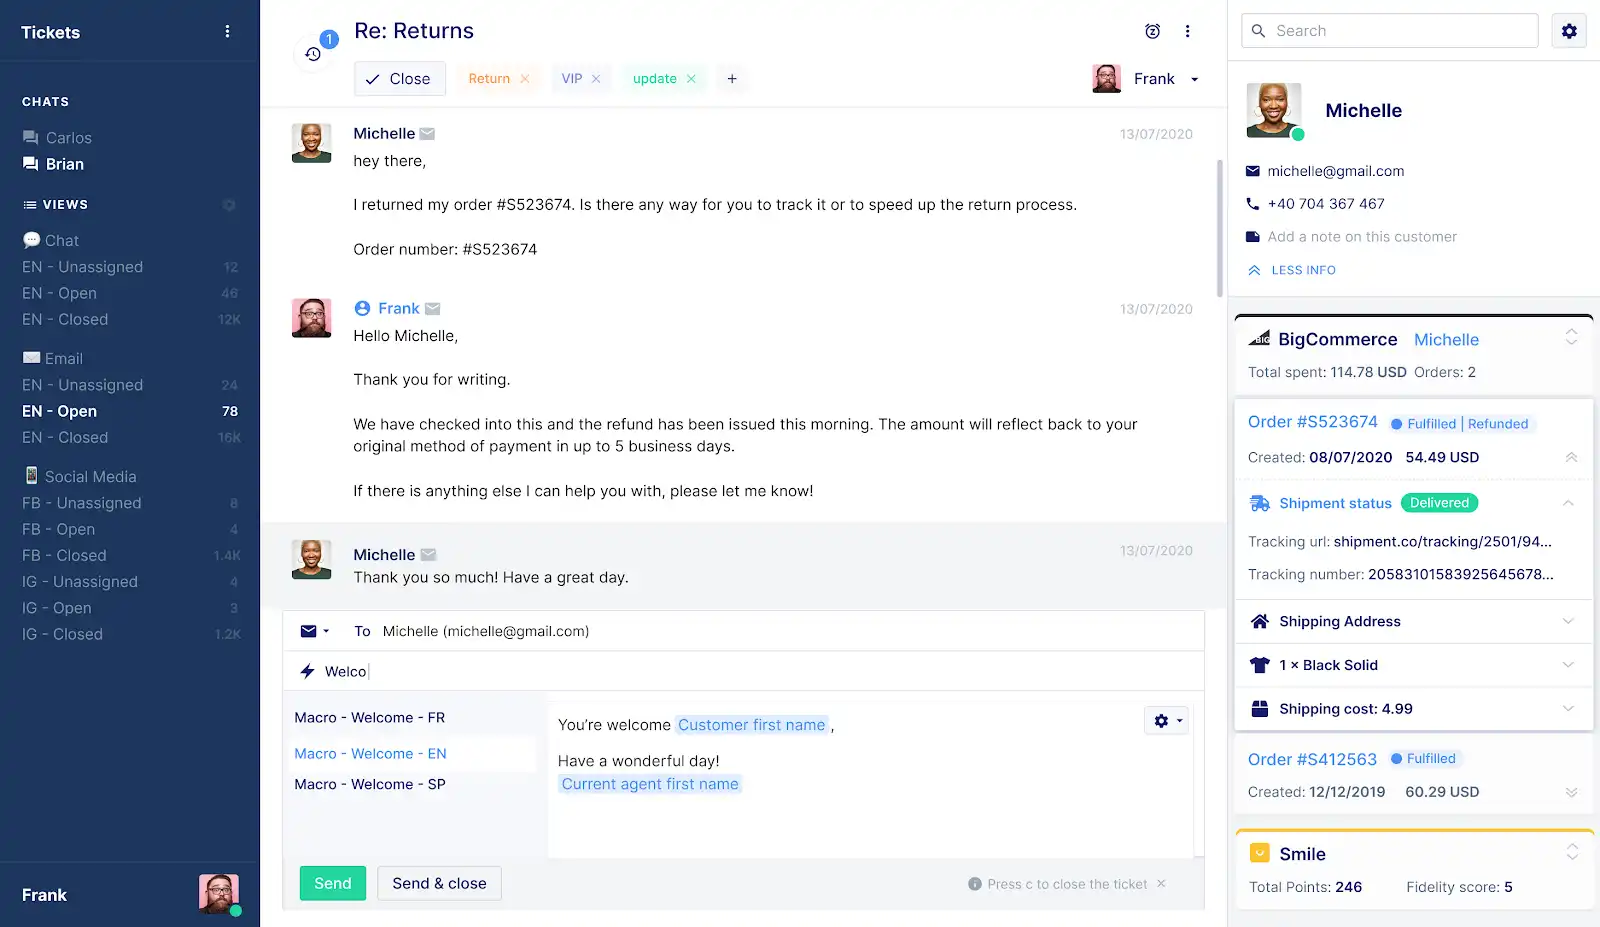 Tickets
CHATS
Carlos
Brian
VIEWS
Chat
EN - Unassigned 12
EN - Open 46
EN - Closed 12K
Email
EN - Unassigned 24
EN - Open 78
EN - Closed 16K
Social Media
FB - Unassigned 8
FB - Open 4
FB - Closed 1.4K
IG - Unassigned 4
IG - Open 3
IG - Closed 1.2K
Frank
1
Re: Returns
Close Return VIP update +
Frank
Michelle 13/07/2020
hey there,
I returned my order #S523674. Is there any way for you to track it or to speed up the return process.
Order number: #S523674
Frank 13/07/2020
Hello Michelle,
Thank you for writing.
We have checked into this and the refund has been issued this morning. The amount will reflect back to your
original method of payment in up to 5 business days.
If there is anything else I can help you with, please let me know!
Michelle 13/07/2020
Thank you so much! Have a great day.
To Michelle (michelle@gmail.com)
Welco
Macro - Welcome - FR
Macro - Welcome - EN
Macro - Welcome - SP
You’re welcome Customer first name ,
Have a wonderful day!
Current agent first name
Send Send & close Press c to close the ticket
Search
Michelle
michelle@gmail.com
+40 704 367 467
Add a note on this customer
LESS INFO
BIG BigCommerce Michelle
Total spent: 114.78 USD Orders: 2
Order #S523674 Fulfilled | Refunded
Created: 08/07/2020 54.49 USD
Shipment status Delivered
Tracking url: shipment.co/tracking/2501/94...
Tracking number: 20583101583925645678...
Shipping Address
1 × Black Solid
Shipping cost: 4.99
Order #S412563 Fulfilled
Created: 12/12/2019 60.29 USD
Smile
Total Points: 246 Fidelity score: 5